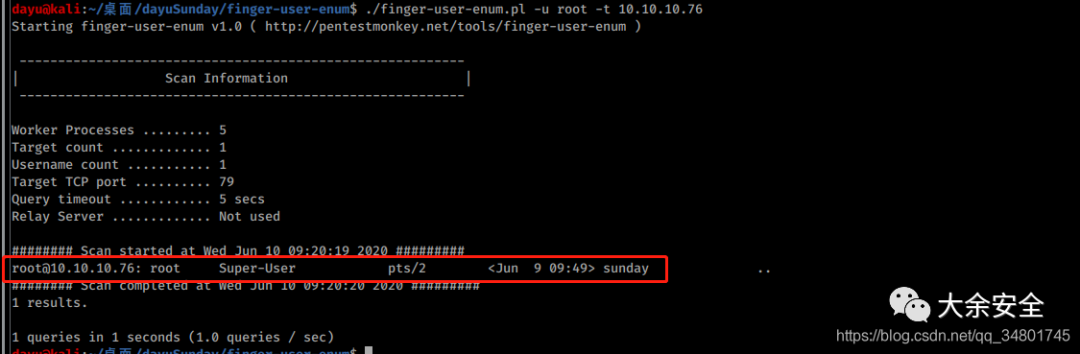 dayu@kali:~/桌面/dayuSunday/finger-user-enum$ ./finger-user-enum.pl -u root -t 10.10.10.76
Starting finger-user-enum v1.0 ( http://pentestmonkey.net/tools/finger-user-enum )
 ----------------------------------------------------------
|                   Scan Information                       |
 ----------------------------------------------------------
Worker Processes ......... 5
Target count ............. 1
Username count ........... 1
Target TCP port .......... 79
Query timeout ............ 5 secs
Relay Server ............. Not used
######## Scan started at Wed Jun 10 09:20:19 2020 #########
root@10.10.10.76: root     Super-User            pts/2        <Jun  9 09:49> sunday              ..
######## Scan completed at Wed Jun 10 09:20:20 2020 #########
1 results.
1 queries in 1 seconds (1.0 queries / sec)
dayu@kali:~/桌面/dayuSunday/finger-user-enum$
大余安全
https://blog.csdn.net/qq_34801745